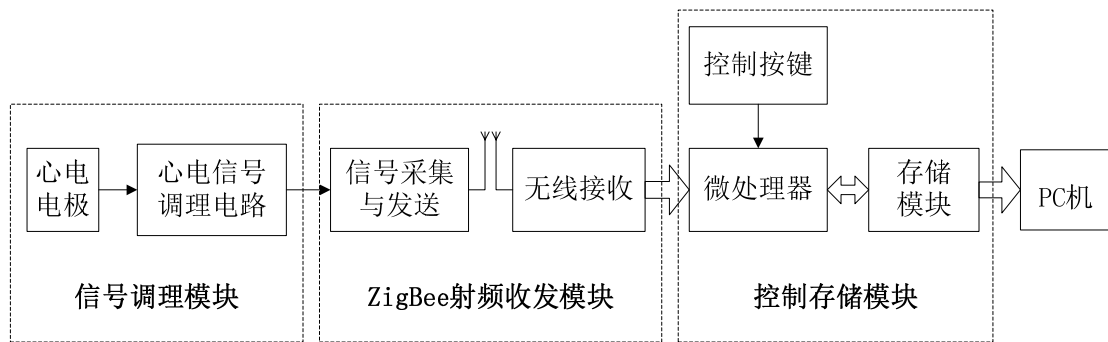 控制按键
心电
电极
心电信号
调理电路
信号采集
与发送
无线接收
微处理器
存储
模块
PC机
信号调理模块
ZigBee射频收发模块
控制存储模块